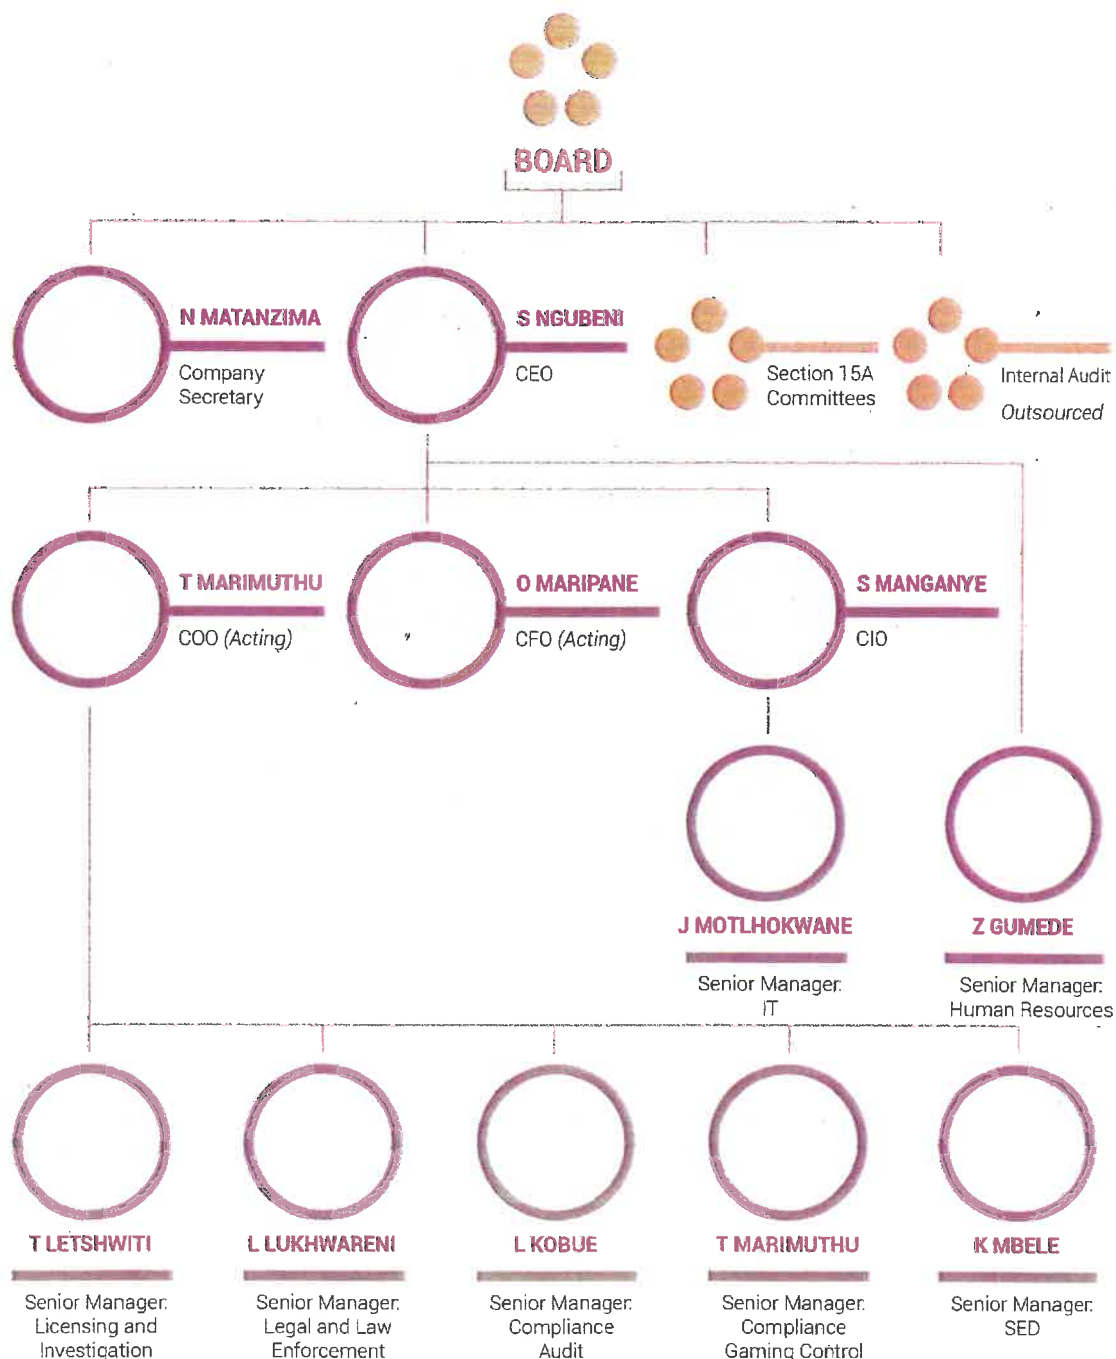 BOARD
N MATANZIMA
Company
Secretary
S NGUBENI
CEO
Section 15A
Committees
Internal Audit
Outsourced
T MARIMUTHU
COO (Acting)
O MARIPANE
CFO (Acting)
S MANGANYE
CIO
J MOTLHOKWANE
Senior Manager:
IT
Z GUMEDE
Senior Manager:
Human Resources
T LETSHWITI
Senior Manager:
Licensing and
Investigation
L LUKHWARENI
Senior Manager:
Legal and Law
Enforcement
L KOBUE
Senior Manager:
Compliance
Audit
T MARIMUTHU
Senior Manager:
Compliance
Gaming Control
K MBELE
Senior Manager:
SED